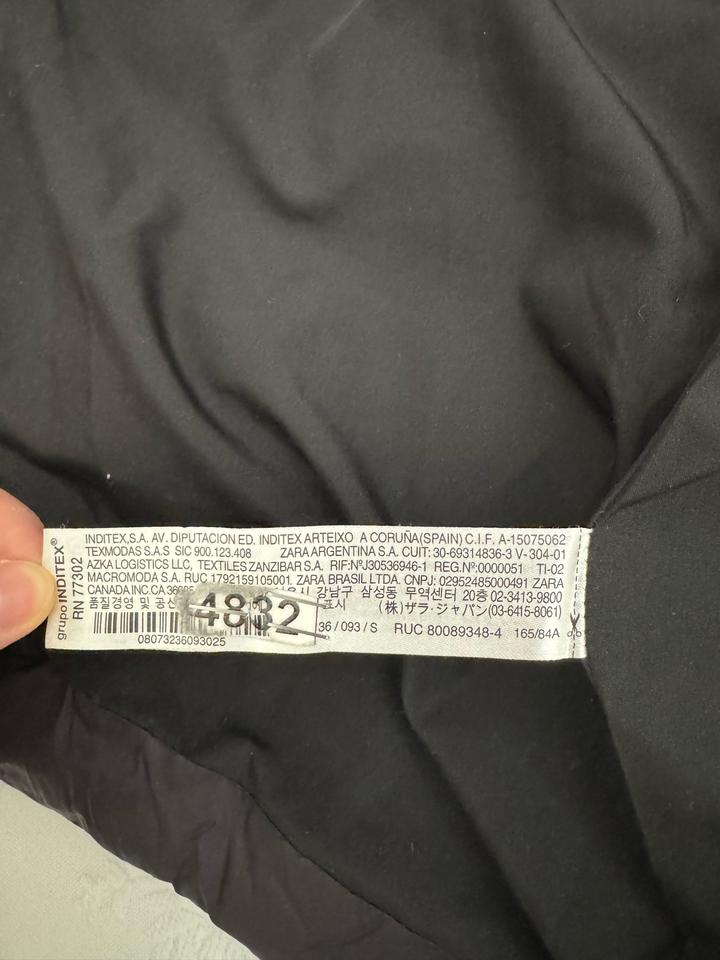 grupo INDITEX®
RN 77302
INDITEX,S.A. AV. DIPUTACION ED. INDITEX ARTEIXO A CORUÑA(SPAIN) C.I.F. A-15075062
TEXMODAS S.A.S SIC 900.123.408 ZARA ARGENTINA S.A. CUIT: 30-69314836-3 V-304-01
AZKA LOGISTICS LLC, TEXTILES ZANZIBAR S.A. RIF:NºJ30536946-1 REG.Nº:0000051 TI-02
MACROMODA S.A. RUC 1792159105001. ZARA BRASIL LTDA. CNPJ: 02952485000491 ZARA
CANADA INC.CA 강남구 삼성동 무역센터 20층 02-3413-9800
품질경영 및 표시 (株)ザラ・ジャパン(03-6415-8061)
4832
36 / 093 / S RUC 80089348-4 165/84A
08073236093025